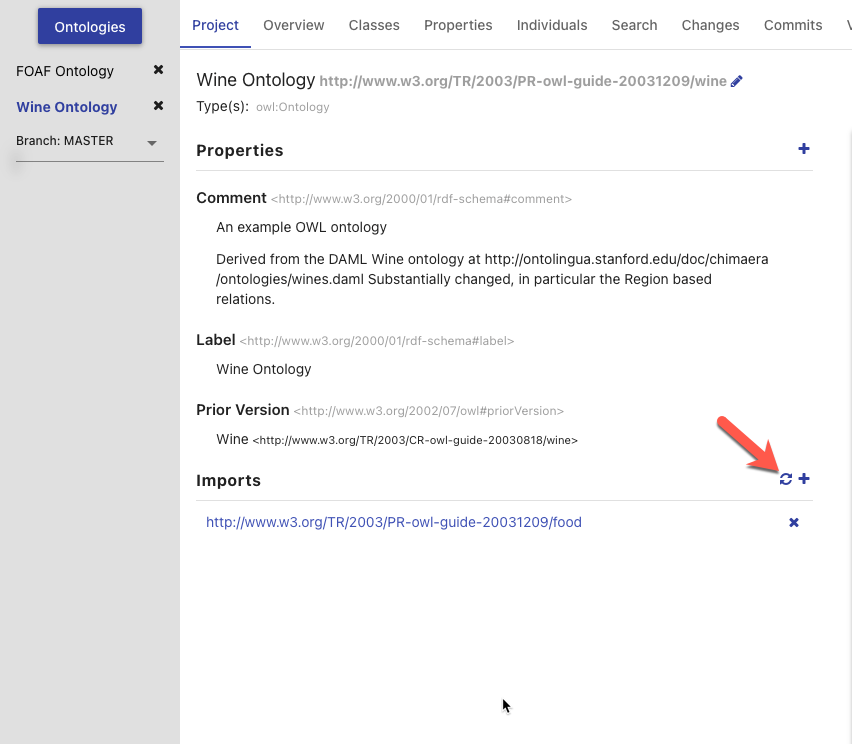 Ontologies
FOAF Ontology
Wine Ontology
Branch: MASTER
Project Overview Classes Properties Individuals Search Changes Commits
Wine Ontology http://www.w3.org/TR/2003/PR-owl-guide-20031209/wine
Type(s): owl:Ontology
Properties
Comment <http://www.w3.org/2000/01/rdf-schema#comment>
An example OWL ontology
Derived from the DAML Wine ontology at http://ontolingua.stanford.edu/doc/chimaera
/ontologies/wines.daml Substantially changed, in particular the Region based
relations.
Label <http://www.w3.org/2000/01/rdf-schema#label>
Wine Ontology
Prior Version <http://www.w3.org/2002/07/owl#priorVersion>
Wine <http://www.w3.org/TR/2003/CR-owl-guide-20030818/wine>
Imports
http://www.w3.org/TR/2003/PR-owl-guide-20031209/food